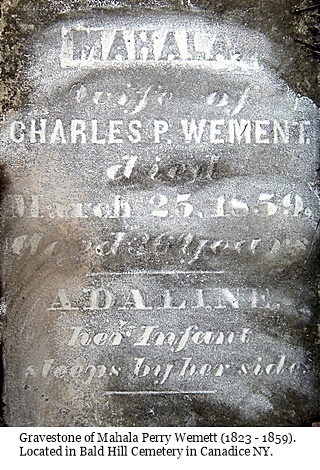 MAHALA.
Wife of
CHARLES P. WEMENT.
died
March 25, 1859.
Aged 36 Years
ADALINE.
her Infant
sleeps by her side.
Gravestone of Mahala Perry Wemett (1823 - 1859).
Located in Bald Hill Cemetery in Canadice NY.